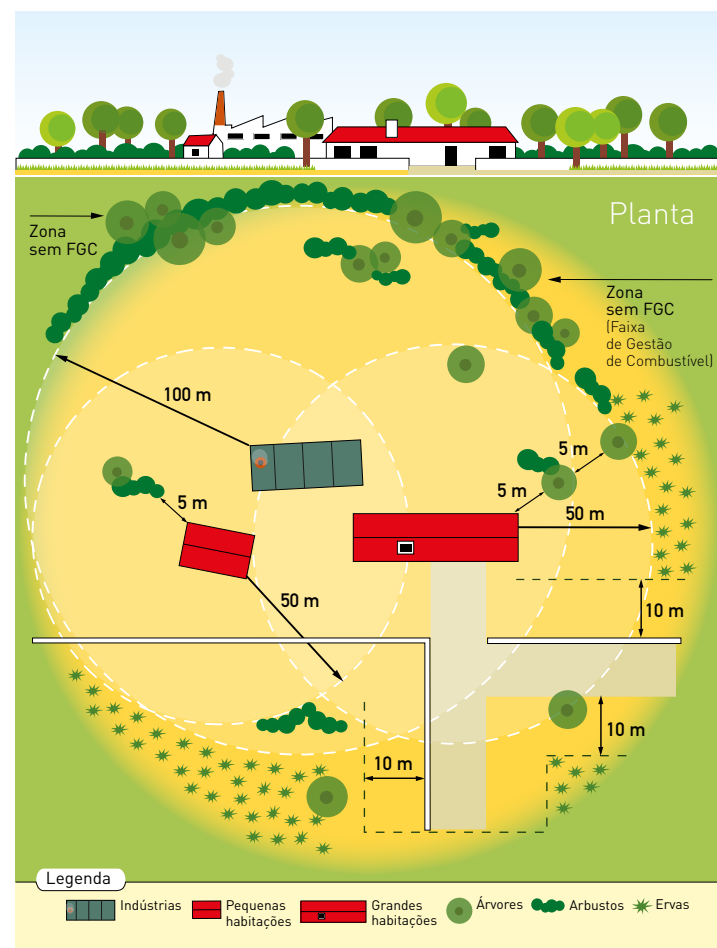 Planta
Zona
sem FGC
Zona
sem FGC
(Faixa
de Gestão
de Combustível)
100 m
5 m
5 m
5 m
50 m
50 m
10 m
10 m
10 m
Legenda
Indústrias
Pequenas
habitações
Grandes
habitações
Árvores
Arbustos
Ervas